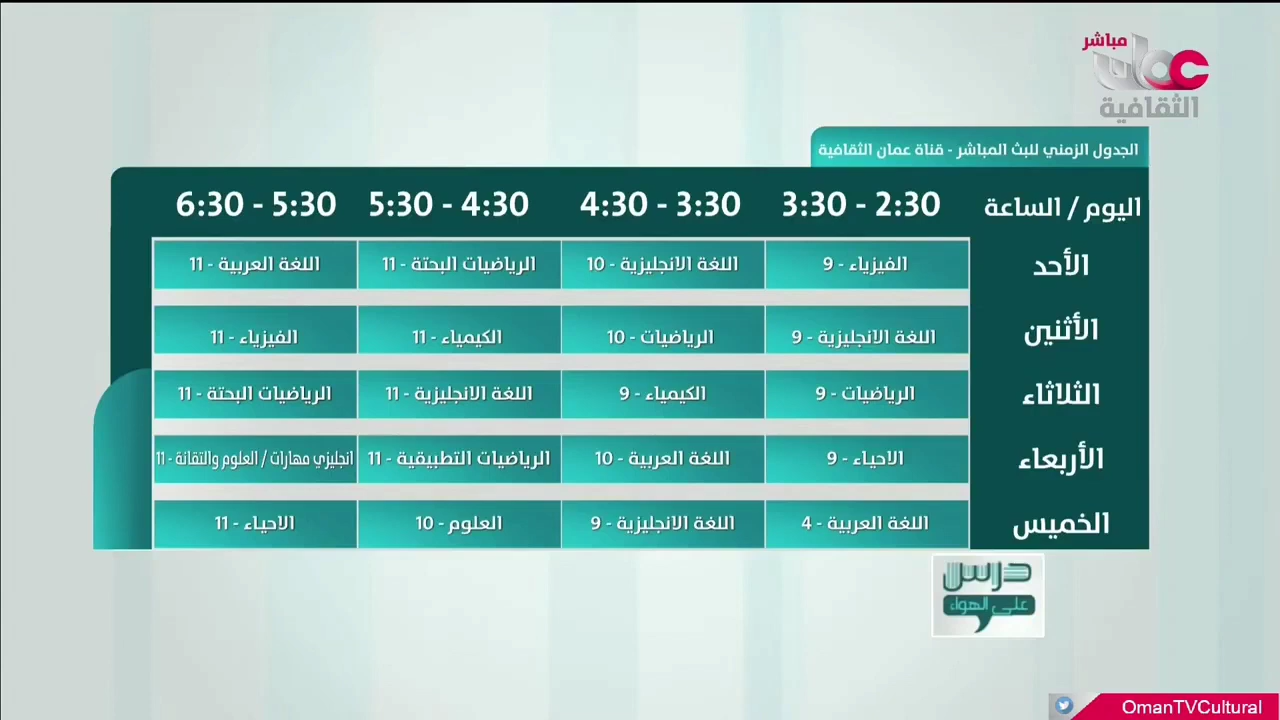 مباشر
عمان
الثقافية
الجدول الزمني للبث المباشر - قناة عمان الثقافية
اليوم / الساعة 2:30 - 3:30 3:30 - 4:30 4:30 - 5:30 5:30 - 6:30
الأحد الفيزياء - 9 اللغة الانجليزية - 10 الرياضيات البحتة - 11 اللغة العربية - 11
الأثنين اللغة الانجليزية - 9 الرياضيات - 10 الكيمياء - 11 الفيزياء - 11
الثلاثاء الرياضيات - 9 الكيمياء - 9 اللغة الانجليزية - 11 الرياضيات البحتة - 11
الأربعاء الاحياء - 9 اللغة العربية - 10 الرياضيات التطبيقية - 11 انجليزي مهارات / العلوم والتقانة - 11
الخميس اللغة العربية - 4 اللغة الانجليزية - 9 العلوم - 10 الاحياء - 11
درس
على الهواء
OmanTVCultural